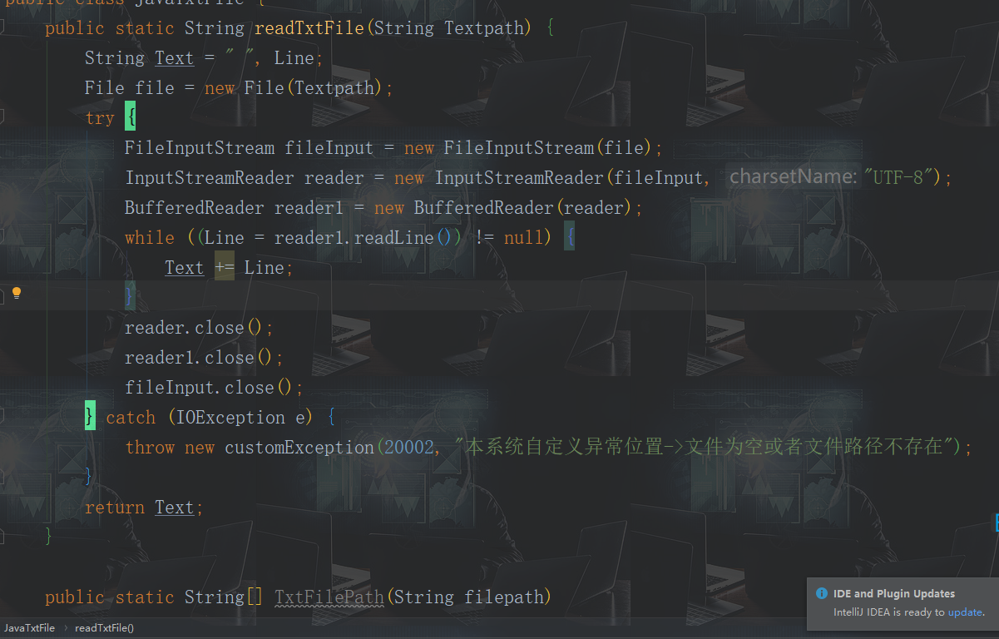 public class JavaTxtFile {
public static String readTxtFile(String Textpath) {
String Text = " ", Line;
File file = new File(Textpath);
try {
FileInputStream fileInput = new FileInputStream(file);
InputStreamReader reader = new InputStreamReader(fileInput, charsetName: "UTF-8");
BufferedReader reader1 = new BufferedReader(reader);
while ((Line = reader1.readLine()) != null) {
Text += Line;
}
reader.close();
reader1.close();
fileInput.close();
} catch (IOException e) {
throw new customException(20002, "本系统自定义异常位置->文件为空或者文件路径不存在");
}
return Text;
}
public static String[] TxtFilePath(String filepath)
IDE and Plugin Updates
IntelliJ IDEA is ready to update.
JavaTxtFile › readTxtFile()